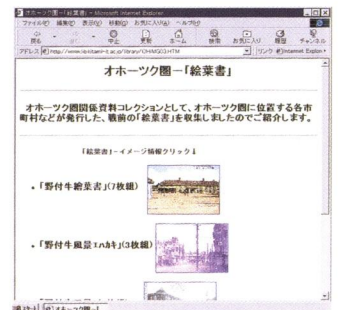 オホーツク圏－「絵葉書」 - Microsoft Internet Explorer
ファイル(F) 編集(E) 表示(V) 移動(G) お気に入り(A) ヘルプ(H)
戻る 中止 更新 ホーム 検索 お気に入り 履歴 チャンネル
アドレス リンク
オホーツク圏－「絵葉書」
オホーツク圏関係資料コレクションとして、オホーツク圏に位置する各市
町村などが発行した、戦前の「絵葉書」を収集しましたのでご紹介します。
「絵葉書」－イメージ情報クリック↓
・「野付牛絵葉書」(7枚組)
・「野付牛風景エハカキ」(3枚組)